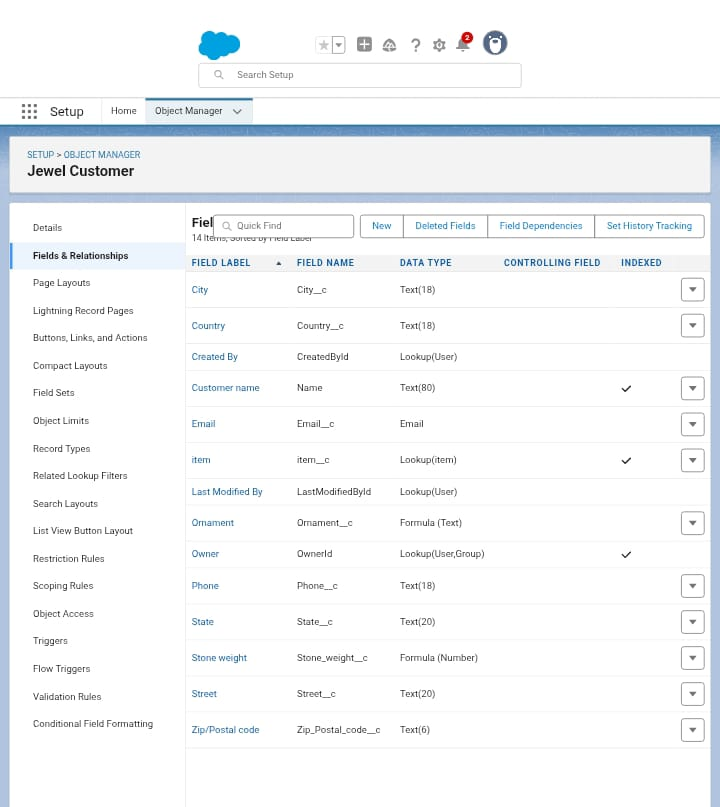 2
Search Setup
Setup Home Object Manager
SETUP > OBJECT MANAGER
Jewel Customer
Details
Fields & Relationships
Page Layouts
Lightning Record Pages
Buttons, Links, and Actions
Compact Layouts
Field Sets
Object Limits
Record Types
Related Lookup Filters
Search Layouts
List View Button Layout
Restriction Rules
Scoping Rules
Object Access
Triggers
Flow Triggers
Validation Rules
Conditional Field Formatting
Quick Find New Deleted Fields Field Dependencies Set History Tracking
14 Items, Sorted by Field Label
FIELD LABEL FIELD NAME DATA TYPE CONTROLLING FIELD INDEXED
City City__c Text(18)
Country Country__c Text(18)
Created By CreatedById Lookup(User)
Customer name Name Text(80)
Email Email__c Email
item item__c Lookup(item)
Last Modified By LastModifiedById Lookup(User)
Ornament Ornament__c Formula (Text)
Owner OwnerId Lookup(User,Group)
Phone Phone__c Text(18)
State State__c Text(20)
Stone weight Stone_weight__c Formula (Number)
Street Street__c Text(20)
Zip/Postal code Zip_Postal_code__c Text(6)